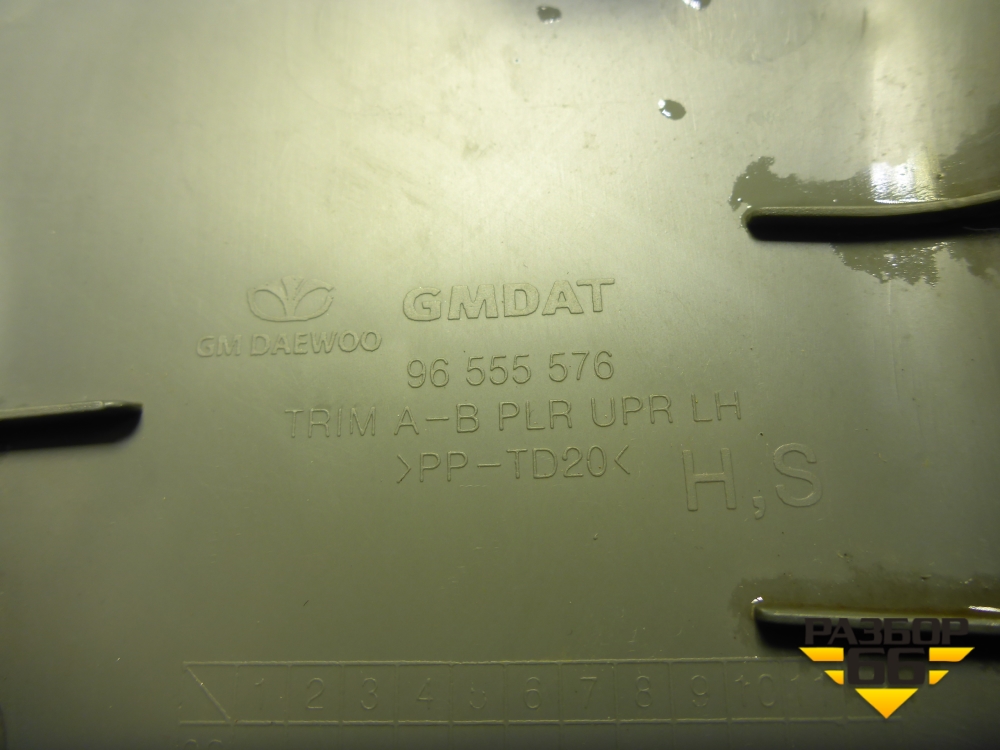 GMDAT
GM DAEWOO
96 555 576
TRIM A-B PLR UPR LH
>PP-TD20<
H,S
1 2 3 4 5 6 7 8 9 10
РАЗБОР
66